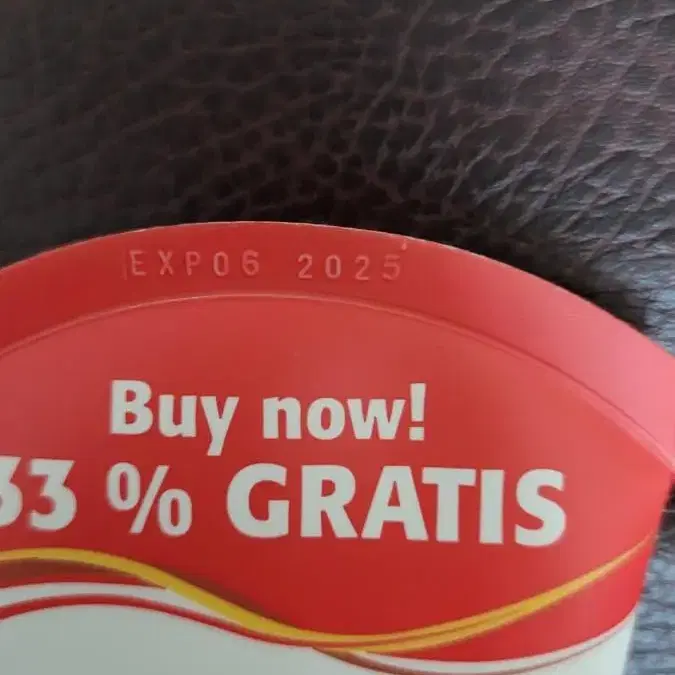 EXP06 2025
Buy now!
33 % GRATIS